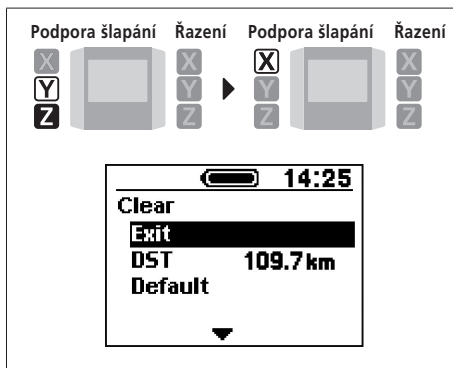 Podpora šlapání Řazení Podpora šlapání Řazení
X X X X
Y Y Y Y
Z Z Z Z
14:25
Clear
Exit
DST 109.7 km
Default